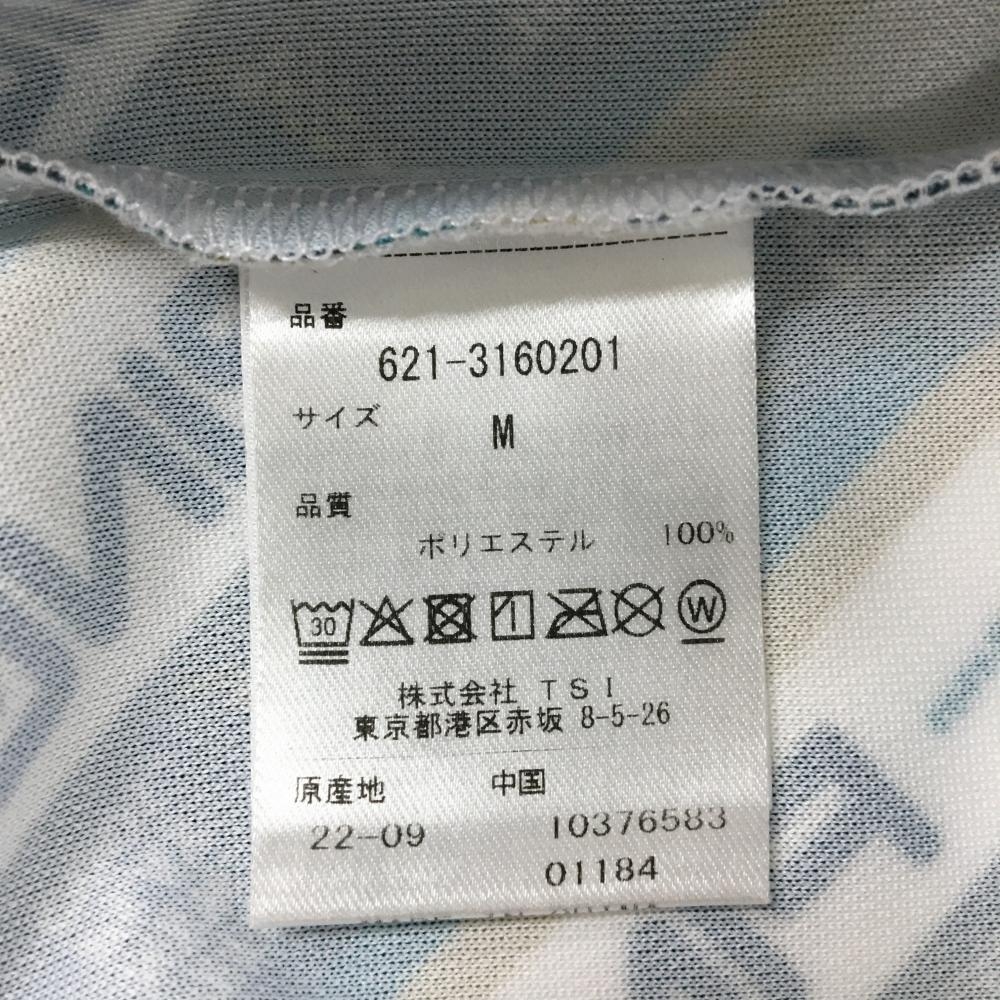 品番
621-3160201
サイズ
M
品質
ポリエステル 100%
30
W
株式会社 TSI
東京都港区赤坂 8-5-26
原産地 中国
22-09 10376583
01184